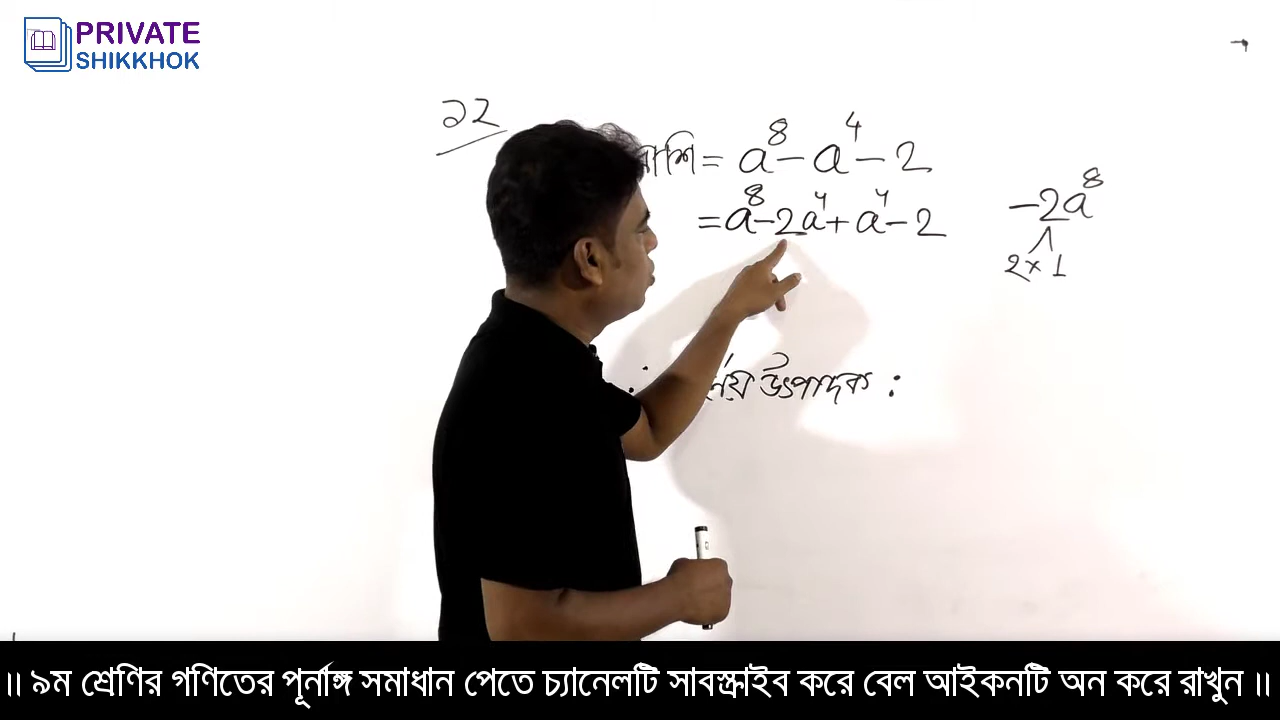 PRIVATE
SHIKKHOK
১২
= a⁸ - a⁴ - 2
= a⁸ - 2a⁴ + a⁴ - 2
-2a⁸
2 × 1
∴ উৎপাদক :
॥ ৯ম শ্রেণির গণিতের পূর্নাঙ্গ সমাধান পেতে চ্যানেলটি সাবস্ক্রাইব করে বেল আইকনটি অন করে রাখুন ॥